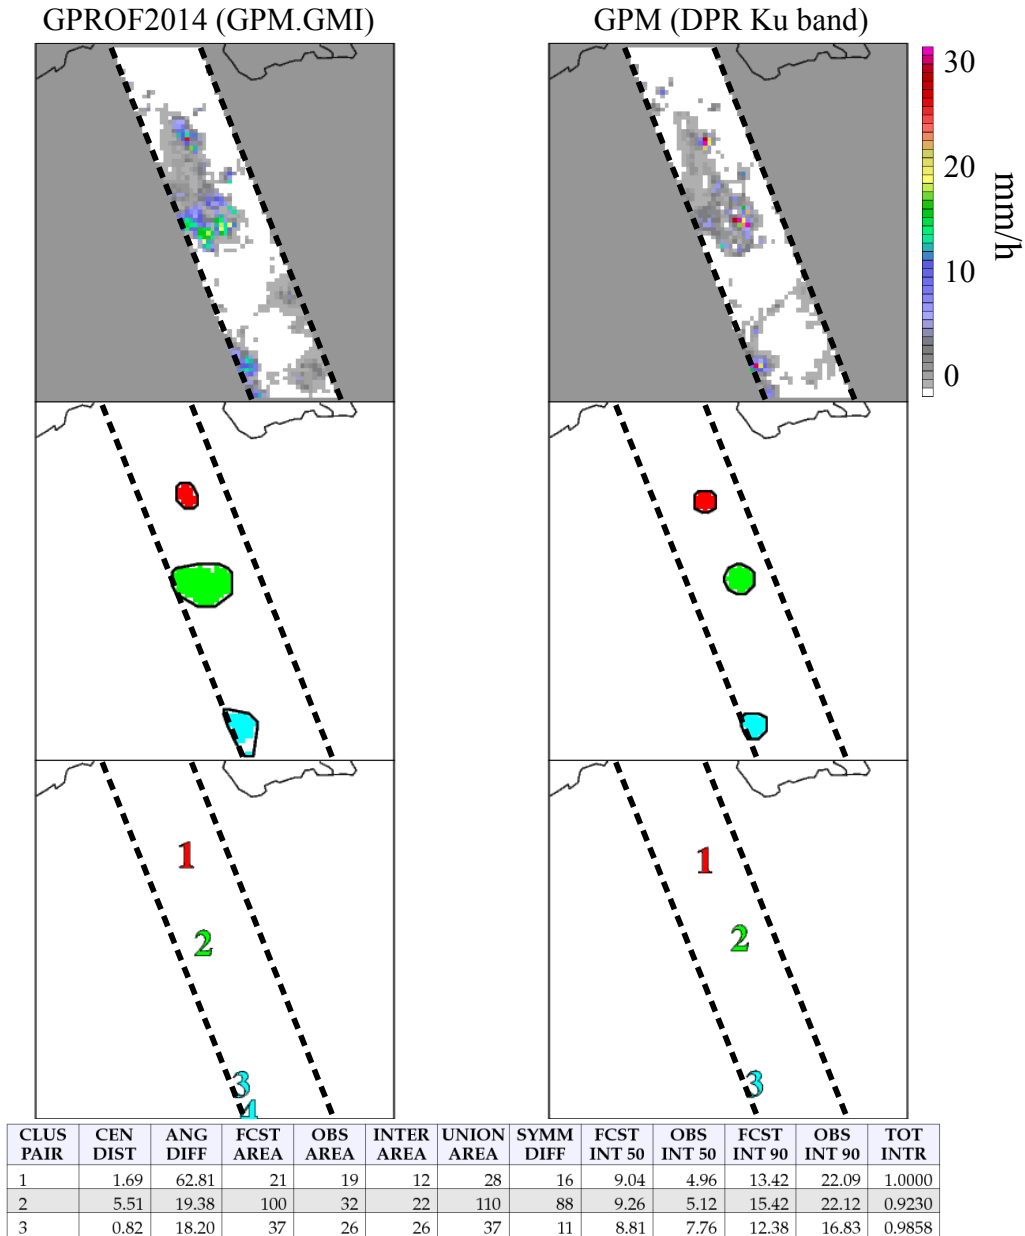 GPROF2014 (GPM.GMI)
GPM (DPR Ku band)
30
20
10
0
mm/h
1
2
3
4
1
2
3
CLUS PAIR CEN DIST ANG DIFF FCST AREA OBS AREA INTER AREA UNION AREA SYMM DIFF FCST INT 50 OBS INT 50 FCST INT 90 OBS INT 90 TOT INTR
1 1.69 62.81 21 19 12 28 16 9.04 4.96 13.42 22.09 1.0000
2 5.51 19.38 100 32 22 110 88 9.26 5.12 15.42 22.12 0.9230
3 0.82 18.20 37 26 26 37 11 8.81 7.76 12.38 16.83 0.9858